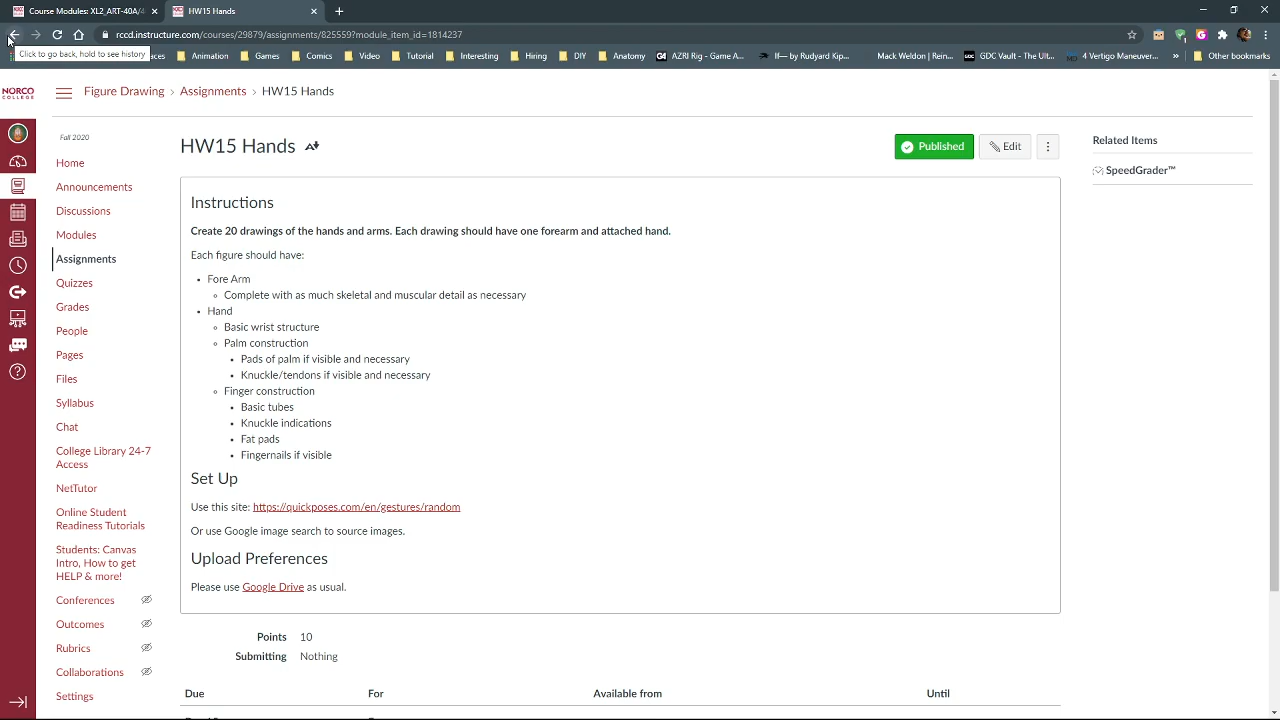 Course Modules: XL2_ART-40A/4
HW15 Hands
rccd.instructure.com/courses/29879/assignments/825559?module_item_id=1814237
Click to go back, hold to see history
Animation
Games
Video
Tutorial
Interesting
Hiring
DIY
Anatomy
AZRI Rig - Game A...
If— by Rudyard Kip...
Mack Weldon | Rein...
GDC Vault - The Ult...
4 Vertigo Maneuver...
»
Other bookmarks
NORCO
COLLEGE
Figure Drawing > Assignments > HW15 Hands
Fall 2020
Home
Announcements
Discussions
Modules
Assignments
Quizzes
Grades
People
Pages
Files
Syllabus
Chat
College Library 24-7
Access
NetTutor
Online Student
Readiness Tutorials
Students: Canvas
Intro, How to get
HELP & more!
Conferences
Outcomes
Rubrics
Collaborations
Settings
HW15 Hands
Published
Edit
Instructions
Create 20 drawings of the hands and arms. Each drawing should have one forearm and attached hand.
Each figure should have:
Fore Arm
Complete with as much skeletal and muscular detail as necessary
Hand
Basic wrist structure
Palm construction
Pads of palm if visible and necessary
Knuckle/tendons if visible and necessary
Finger construction
Basic tubes
Knuckle indications
Fat pads
Fingernails if visible
Set Up
Use this site: https://quickposes.com/en/gestures/random
Or use Google image search to source images.
Upload Preferences
Please use Google Drive as usual.
Points 10
Submitting Nothing
Due For Available from Until
Related Items
SpeedGrader™